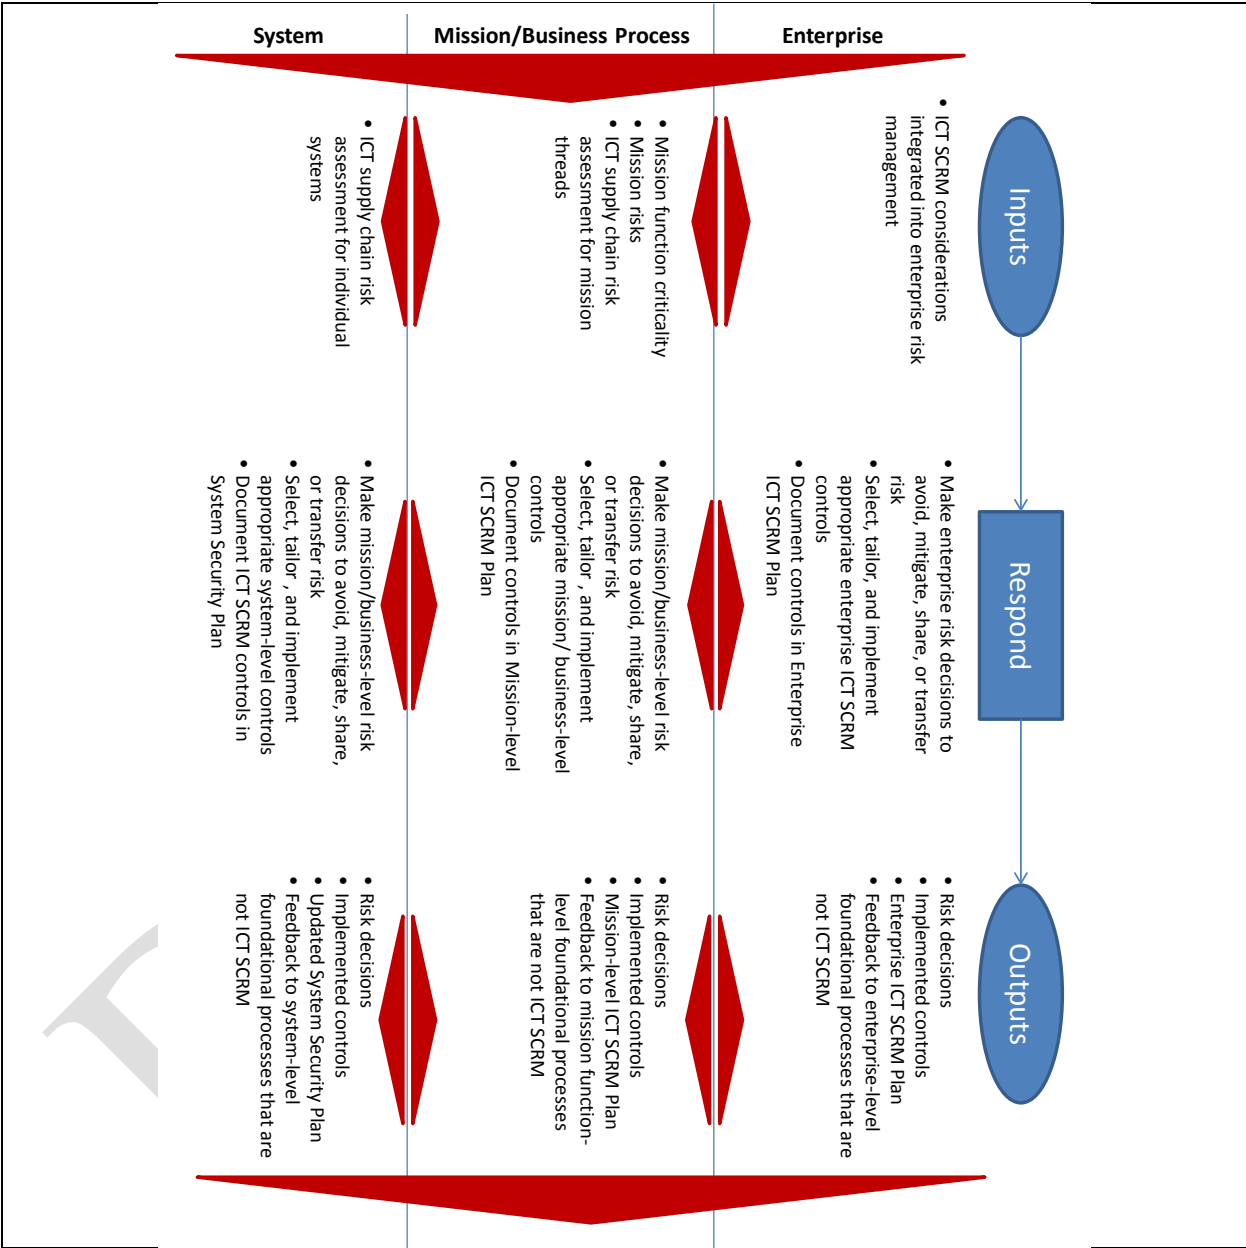 System
Mission/Business Process
Enterprise
Inputs
Respond
Outputs
• ICT SCRM considerations
integrated into enterprise risk
management
• Make enterprise risk decisions to
avoid, mitigate, share, or transfer
risk
• Select, tailor, and implement
appropriate enterprise ICT SCRM
controls
• Document controls in Enterprise
ICT SCRM Plan
• Risk decisions
• Implemented controls
• Enterprise ICT SCRM Plan
• Feedback to enterprise-level
foundational processes that are
not ICT SCRM
• Mission function criticality
• Mission risks
• ICT supply chain risk
assessment for mission
threads
• Make mission/business-level risk
decisions to avoid, mitigate, share,
or transfer risk
• Select, tailor , and implement
appropriate mission/ business-level
controls
• Document controls in Mission-level
ICT SCRM Plan
• Risk decisions
• Implemented controls
• Mission-level ICT SCRM Plan
• Feedback to mission function-
level foundational processes
that are not ICT SCRM
• ICT supply chain risk
assessment for individual
systems
• Make mission/business-level risk
decisions to avoid, mitigate, share,
or transfer risk
• Select, tailor , and implement
appropriate system-level controls
• Document ICT SCRM controls in
System Security Plan
• Risk decisions
• Implemented controls
• Updated System Security Plan
• Feedback to system-level
foundational processes that are
not ICT SCRM